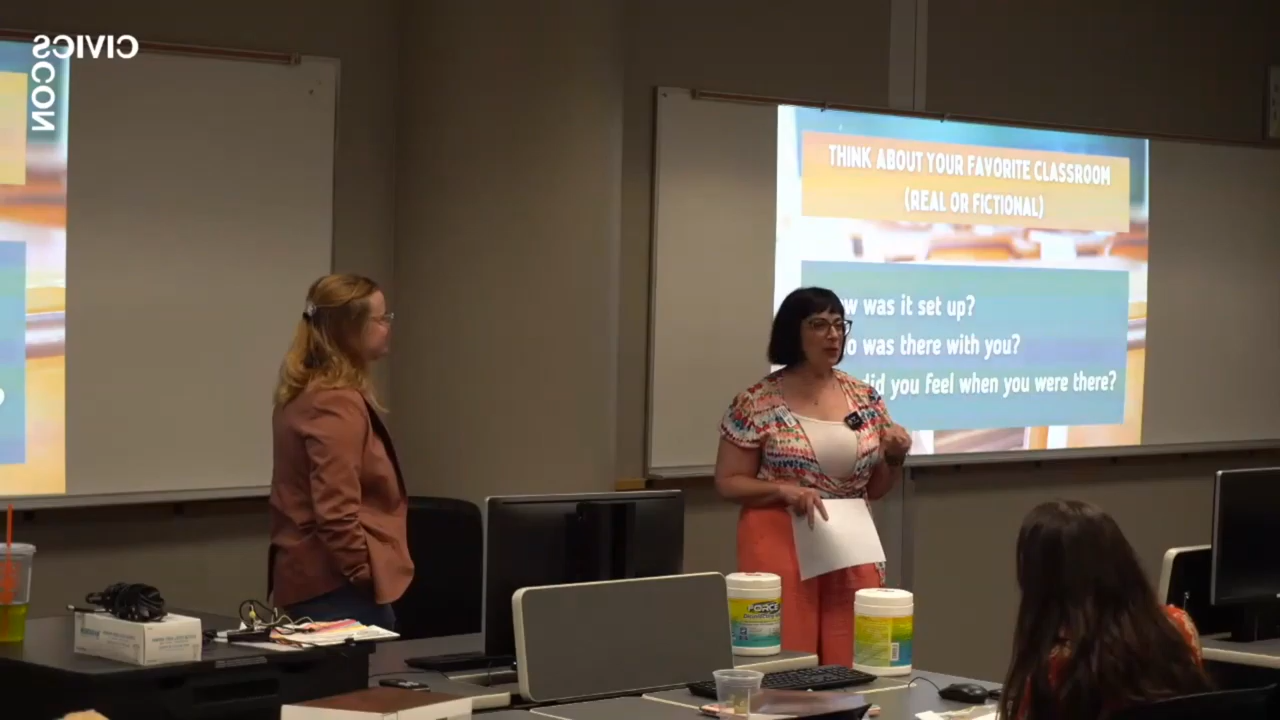 CIVICS
CON
THINK ABOUT YOUR FAVORITE CLASSROOM
(REAL OR FICTIONAL)
was it set up?
was there with you?
did you feel when you were there?
FORCE